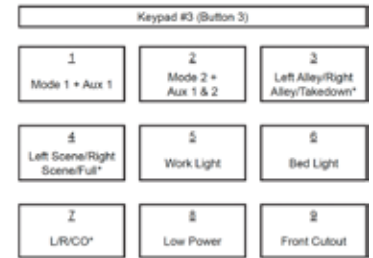 Keypad #3 (Button 3)
1
Mode 1 + Aux 1
2
Mode 2 +
Aux 1 & 2
3
Left Alley/Right
Alley/Takedown*
4
Left Scene/Right
Scene/Full*
5
Work Light
6
Bed Light
7
L/R/CO*
8
Low Power
9
Front Cutout